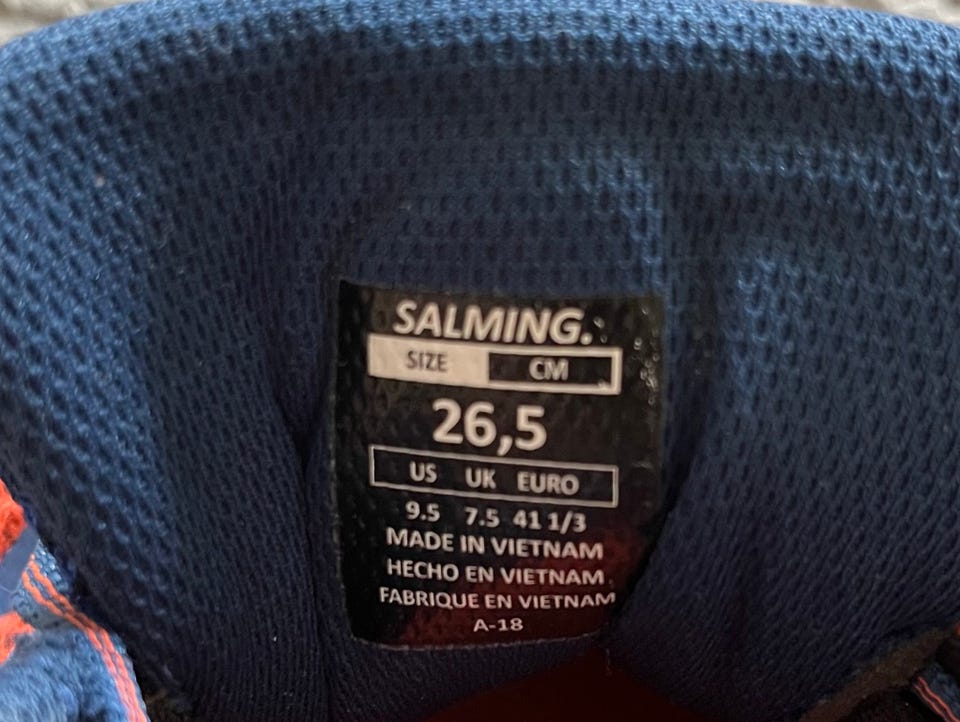 SALMING.
SIZE CM
26,5
US UK EURO
9.5 7.5 41 1/3
MADE IN VIETNAM
HECHO EN VIETNAM
FABRIQUE EN VIETNAM
A-18